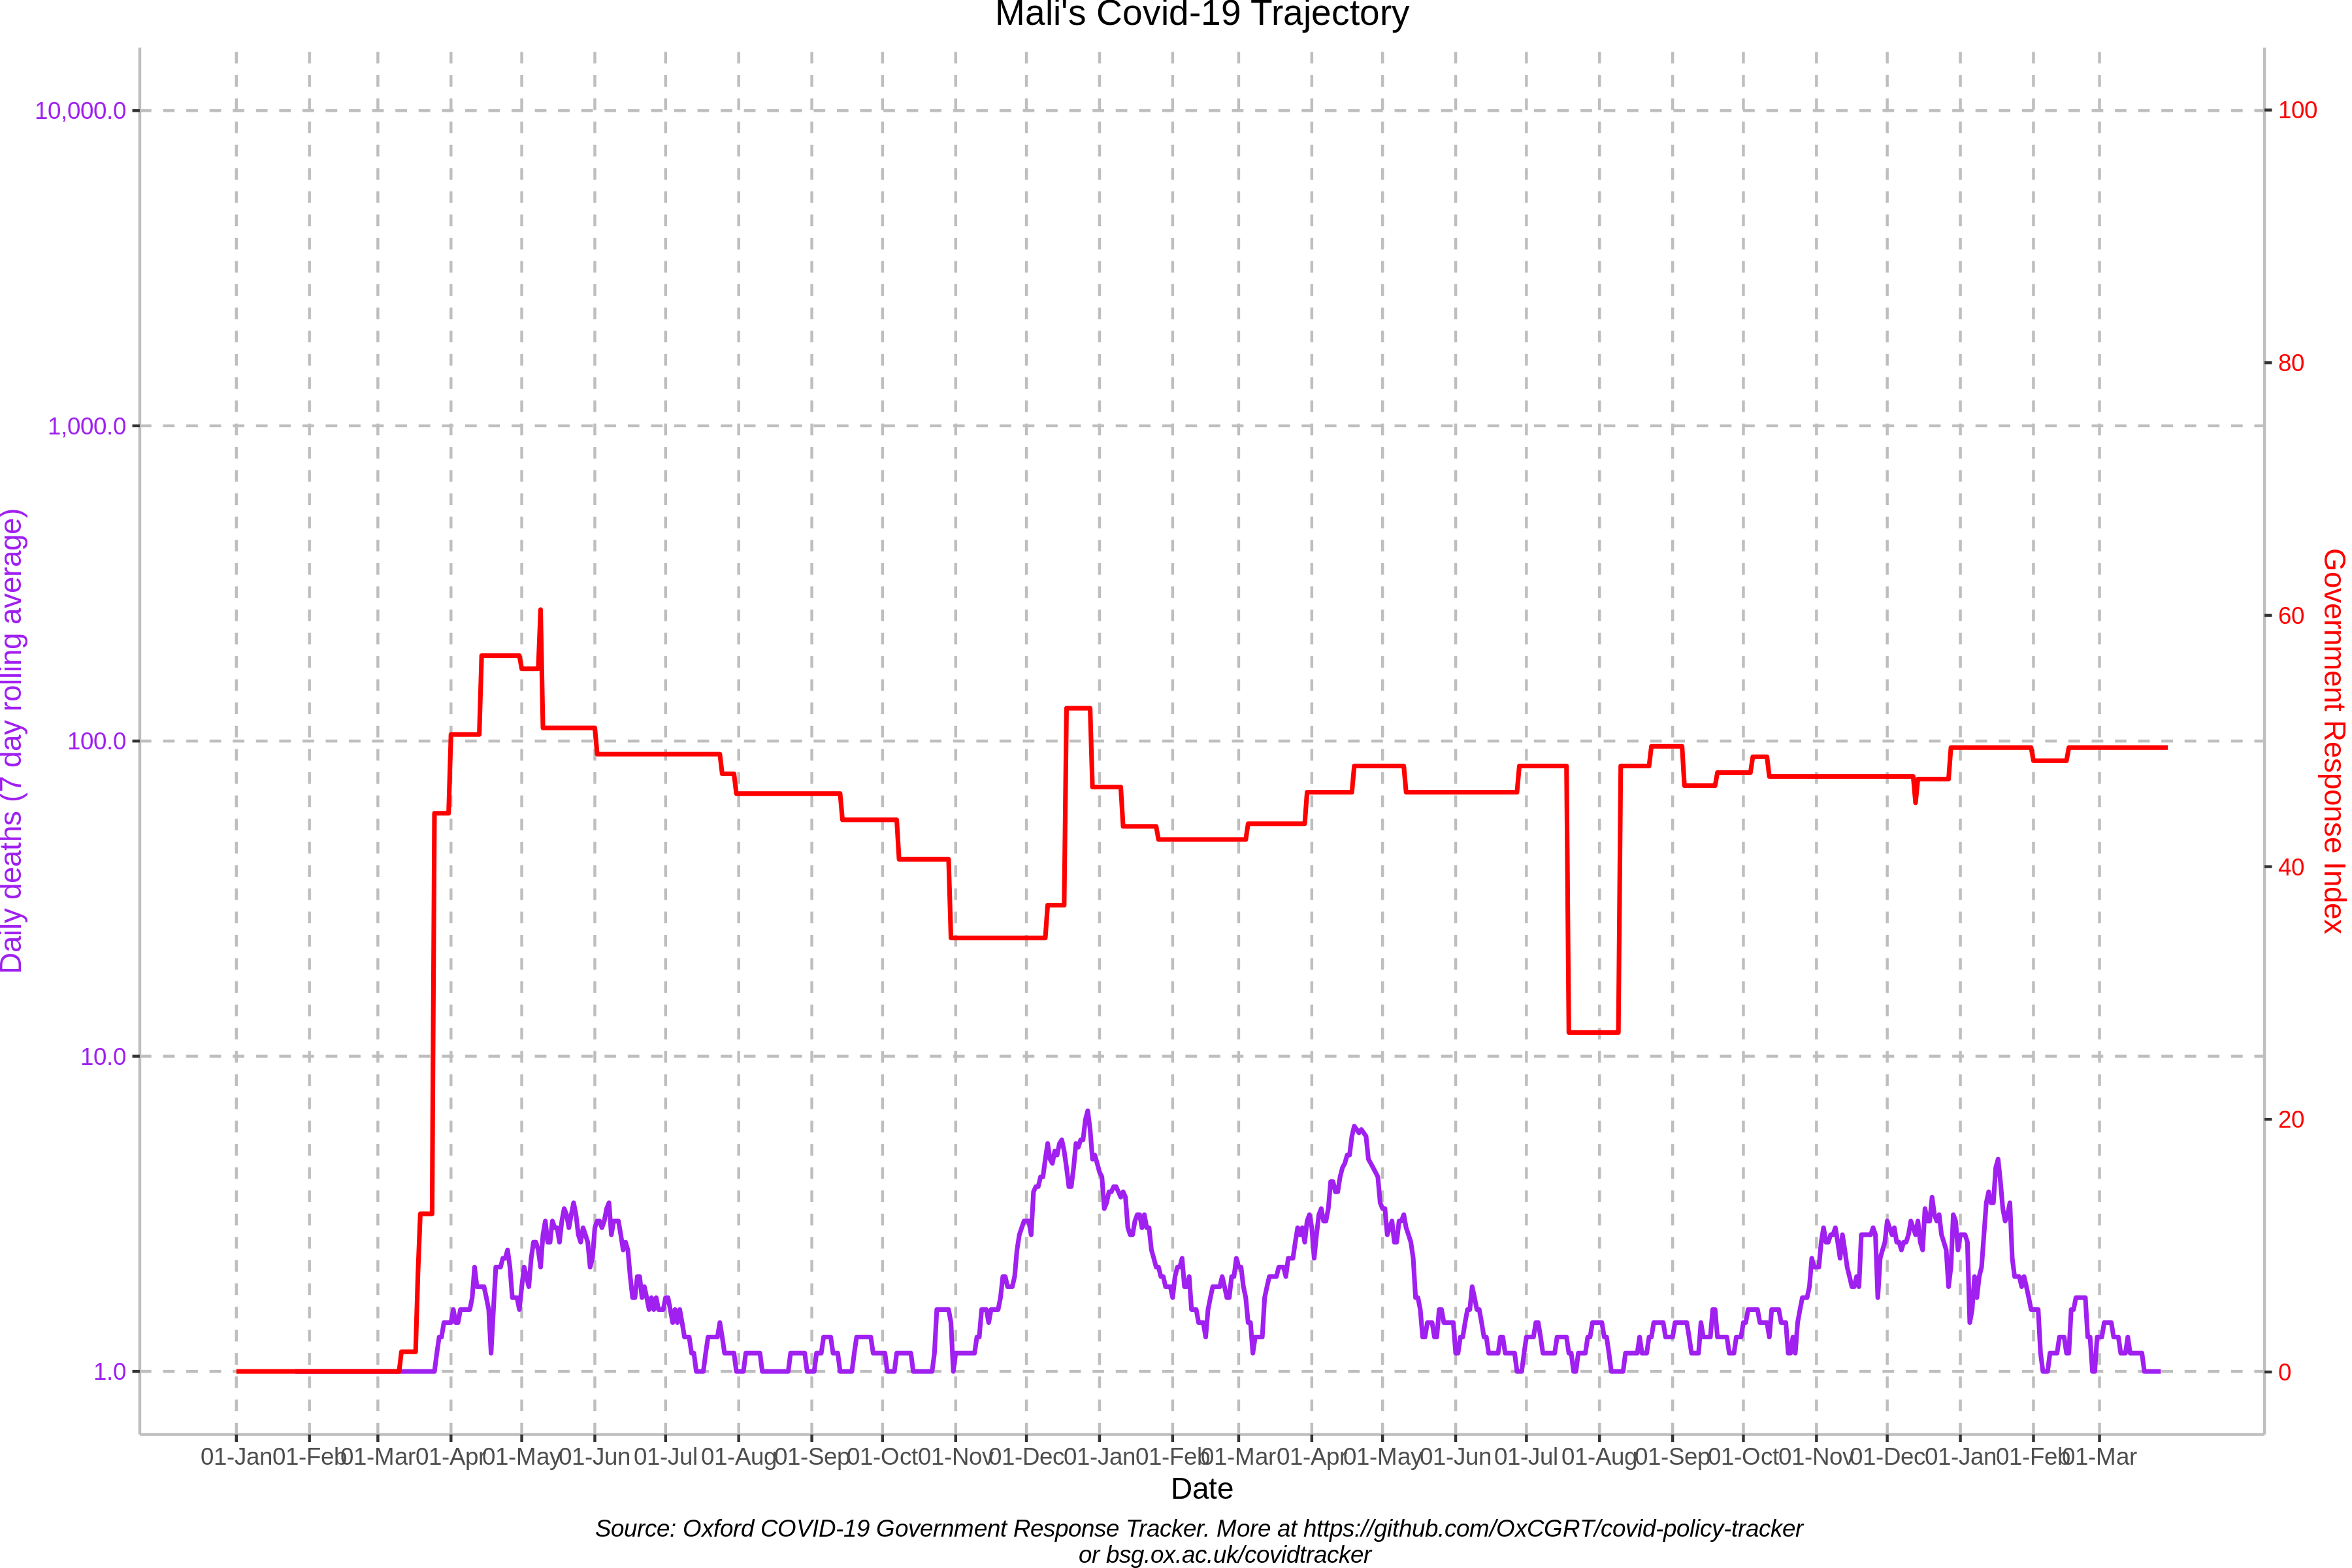 Mali's Covid-19 Trajectory
10,000.0
1,000.0
100.0
10.0
1.0
Daily deaths (7 day rolling average)
100
80
60
40
20
0
Government Response Index
01-Jan 01-Feb 01-Mar 01-Apr 01-May 01-Jun 01-Jul 01-Aug 01-Sep 01-Oct 01-Nov 01-Dec 01-Jan 01-Feb 01-Mar 01-Apr 01-May 01-Jun 01-Jul 01-Aug 01-Sep 01-Oct 01-Nov 01-Dec 01-Jan 01-Feb 01-Mar
Date
Source: Oxford COVID-19 Government Response Tracker. More at https://github.com/OxCGRT/covid-policy-tracker
or bsg.ox.ac.uk/covidtracker